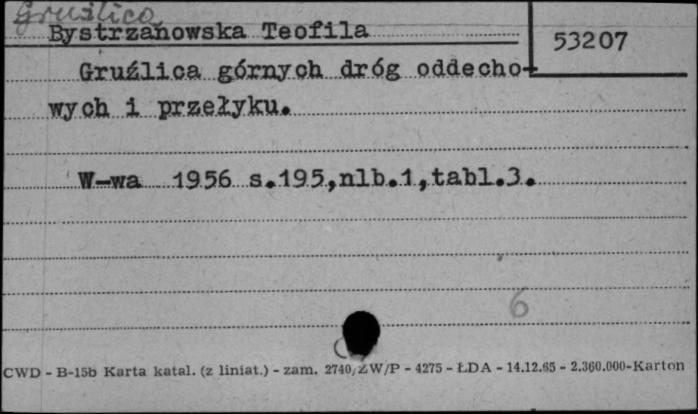 Gruźlica
Bystrzanowska Teofila
53207
Gruźlica górnych dróg oddecho-
wych i przełyku.
W-wa 1956 s.195,nlb.1,tabl.3.
6
CWD - B-15b Karta katal. (z liniat.) - zam. 2740/ZW/P - 4275 - ŁDA - 14.12.65 - 2.360.000-Karton